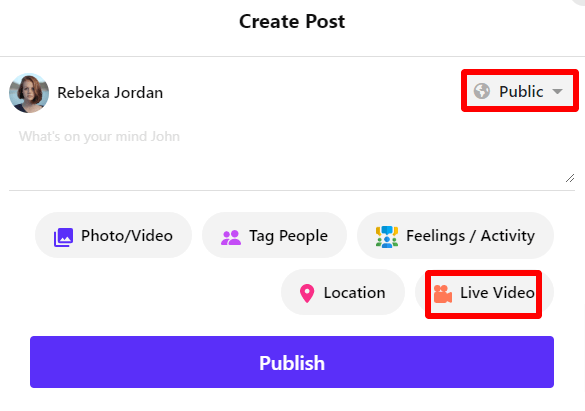 Create Post
Rebeka Jordan
Public
What's on your mind John
Photo/Video
Tag People
Feelings / Activity
Location
Live Video
Publish